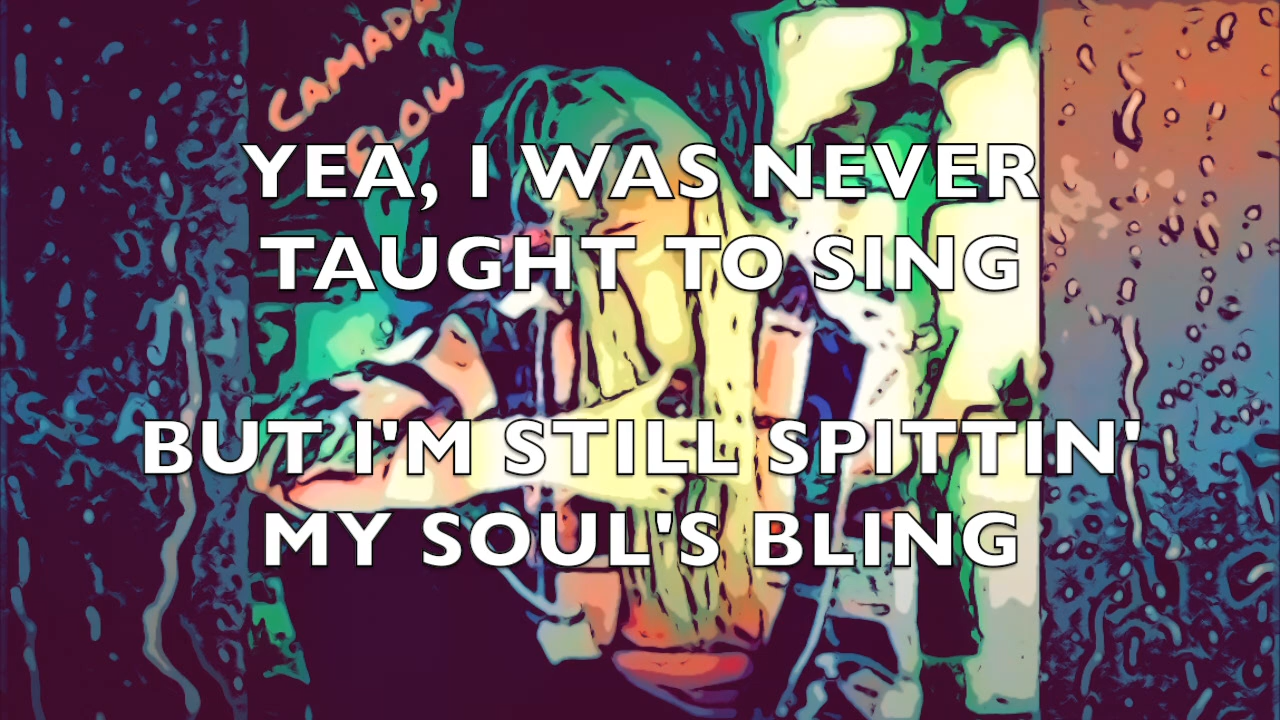 CAMADA
FLOW
YEA, I WAS NEVER
TAUGHT TO SING
BUT I'M STILL SPITTIN'
MY SOUL'S BLING